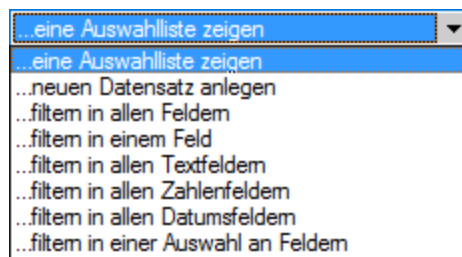 ...eine Auswahlliste zeigen
...eine Auswahlliste zeigen
...neuen Datensatz anlegen
...filtern in allen Feldern
...filtern in einem Feld
...filtern in allen Textfeldern
...filtern in allen Zahlenfeldern
...filtern in allen Datumsfeldern
...filtern in einer Auswahl an Feldern